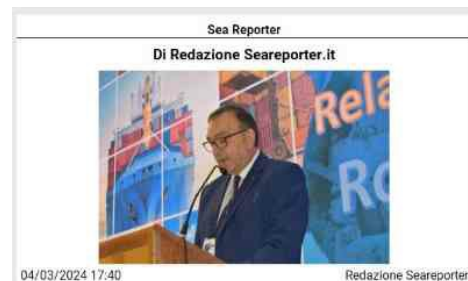 Sea Reporter
Di Redazione Seareporter.it
Rela
Ro
04/03/2024 17:40
Redazione Seareporter